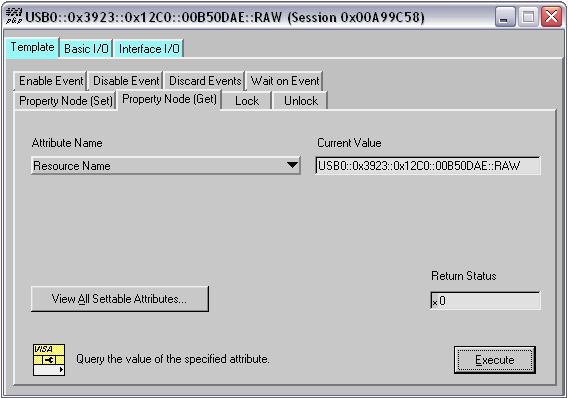 USB0::0x3923::0x12C0::00B50DAE::RAW (Session 0x00A99C58)
Template Basic I/O Interface I/O
Enable Event Disable Event Discard Events Wait on Event
Property Node (Set) Property Node (Get) Lock Unlock
Attribute Name Current Value
Resource Name USB0::0x3923::0x12C0::00B50DAE::RAW
Return Status
View All Settable Attributes... x 0
VISA
Query the value of the specified attribute. Execute